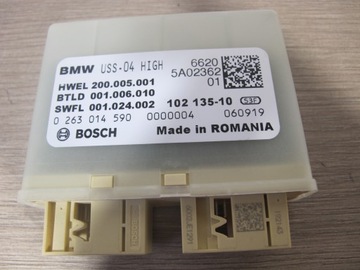 BMW USS-04 HIGH 6620
5A02362
HWEL 200.005.001 01
BTLD 001.006.010
SWFL 001.024.002 102 135-10 S39
0 263 014 590 0000004 060919
BOSCH Made in ROMANIA